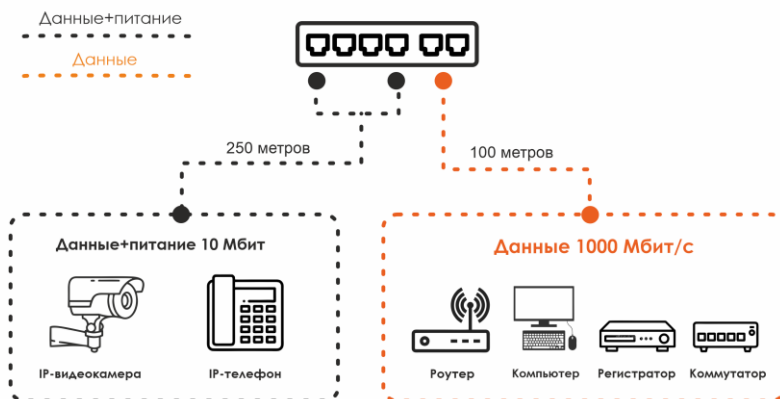 Данные+питание
Данные
250 метров
100 метров
Данные+питание 10 Мбит
Данные 1000 Мбит/с
IP-видеокамера
IP-телефон
Роутер
Компьютер
Регистратор
Коммутатор